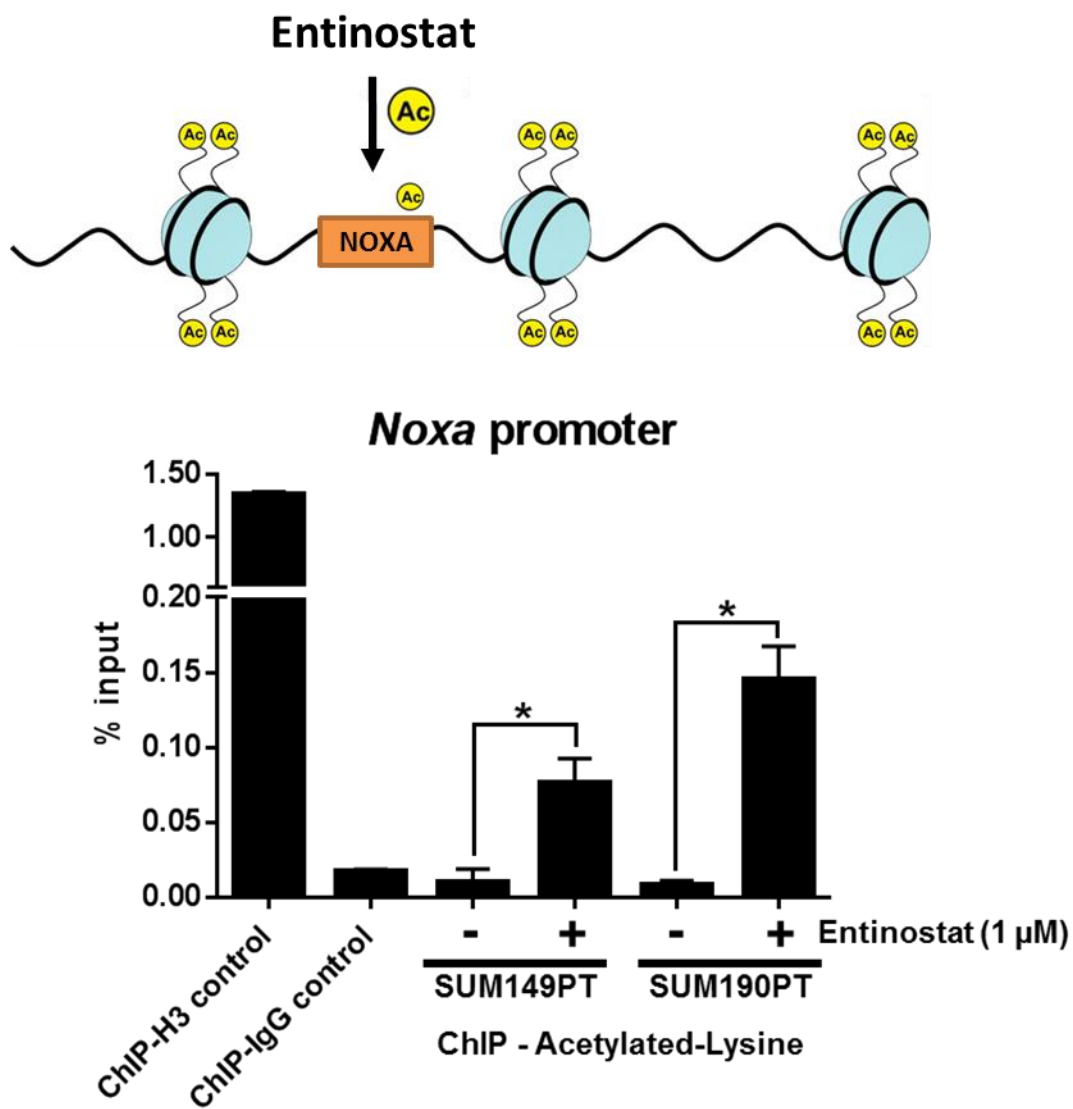 Entinostat
Ac
Ac Ac Ac Ac Ac Ac
Ac
NOXA
Ac Ac Ac Ac Ac Ac
Noxa promoter
1.50
1.00
0.20
0.20
0.15
0.10
0.05
0.00
% input
*
*
- + - + Entinostat (1 µM)
ChIP-H3 control
ChIP-IgG control
SUM149PT SUM190PT
ChIP - Acetylated-Lysine